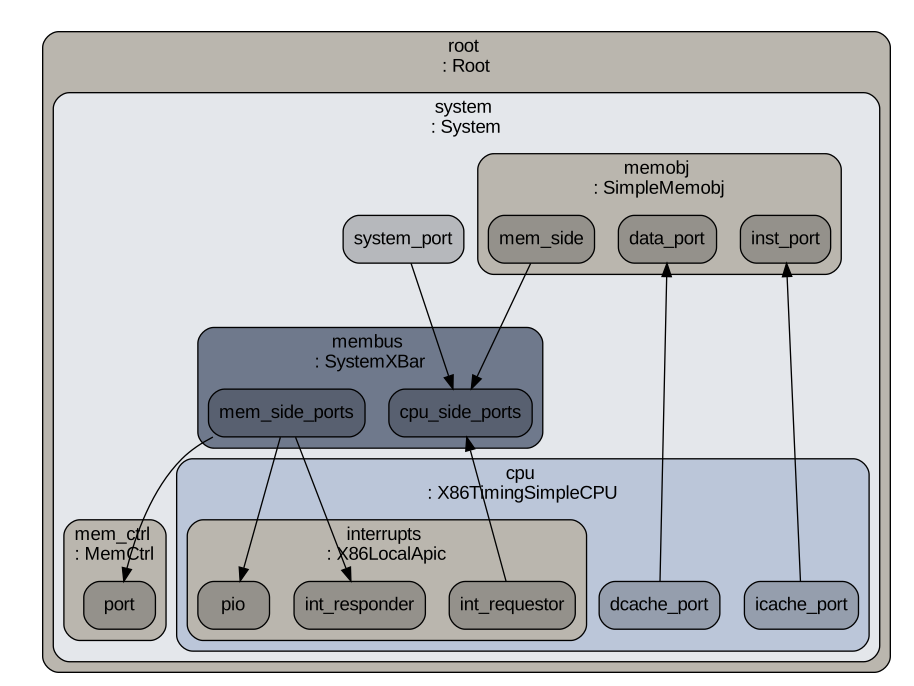 root
: Root
system
: System
memobj
: SimpleMemobj
system_port
mem_side
data_port
inst_port
membus
: SystemXBar
mem_side_ports
cpu_side_ports
cpu
: X86TimingSimpleCPU
mem_ctrl
: MemCtrl
interrupts
: X86LocalApic
port
pio
int_responder
int_requestor
dcache_port
icache_port